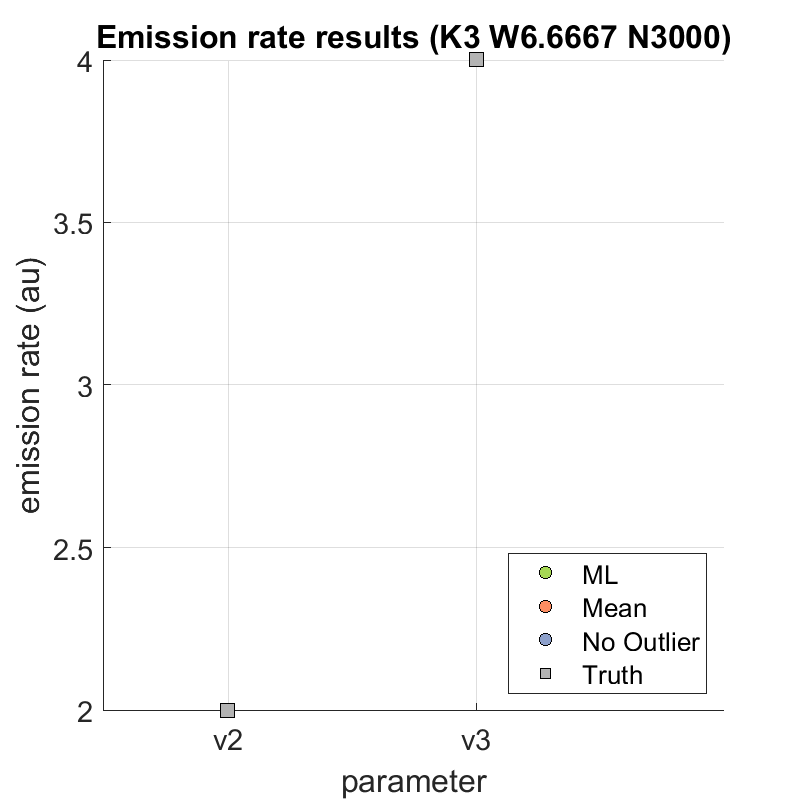 Emission rate results (K3 W6.6667 N3000)
4
3.5
3
2.5
2
emission rate (au)
v2
v3
parameter
ML
Mean
No Outlier
Truth